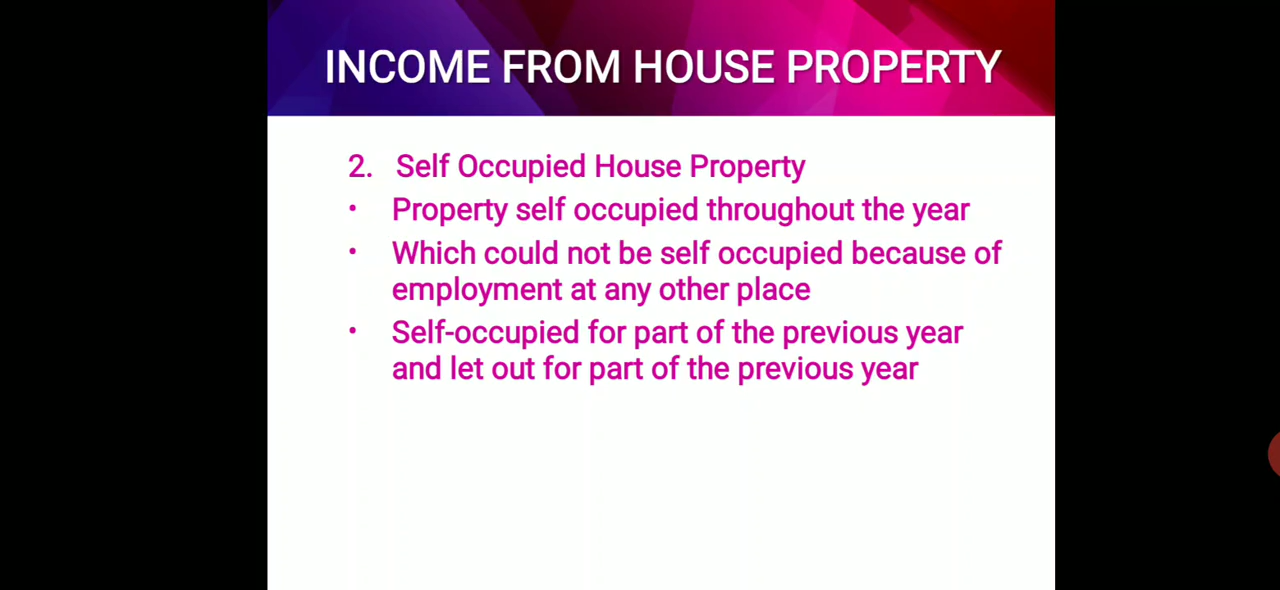 INCOME FROM HOUSE PROPERTY
2. Self Occupied House Property
• Property self occupied throughout the year
• Which could not be self occupied because of
employment at any other place
• Self-occupied for part of the previous year
and let out for part of the previous year